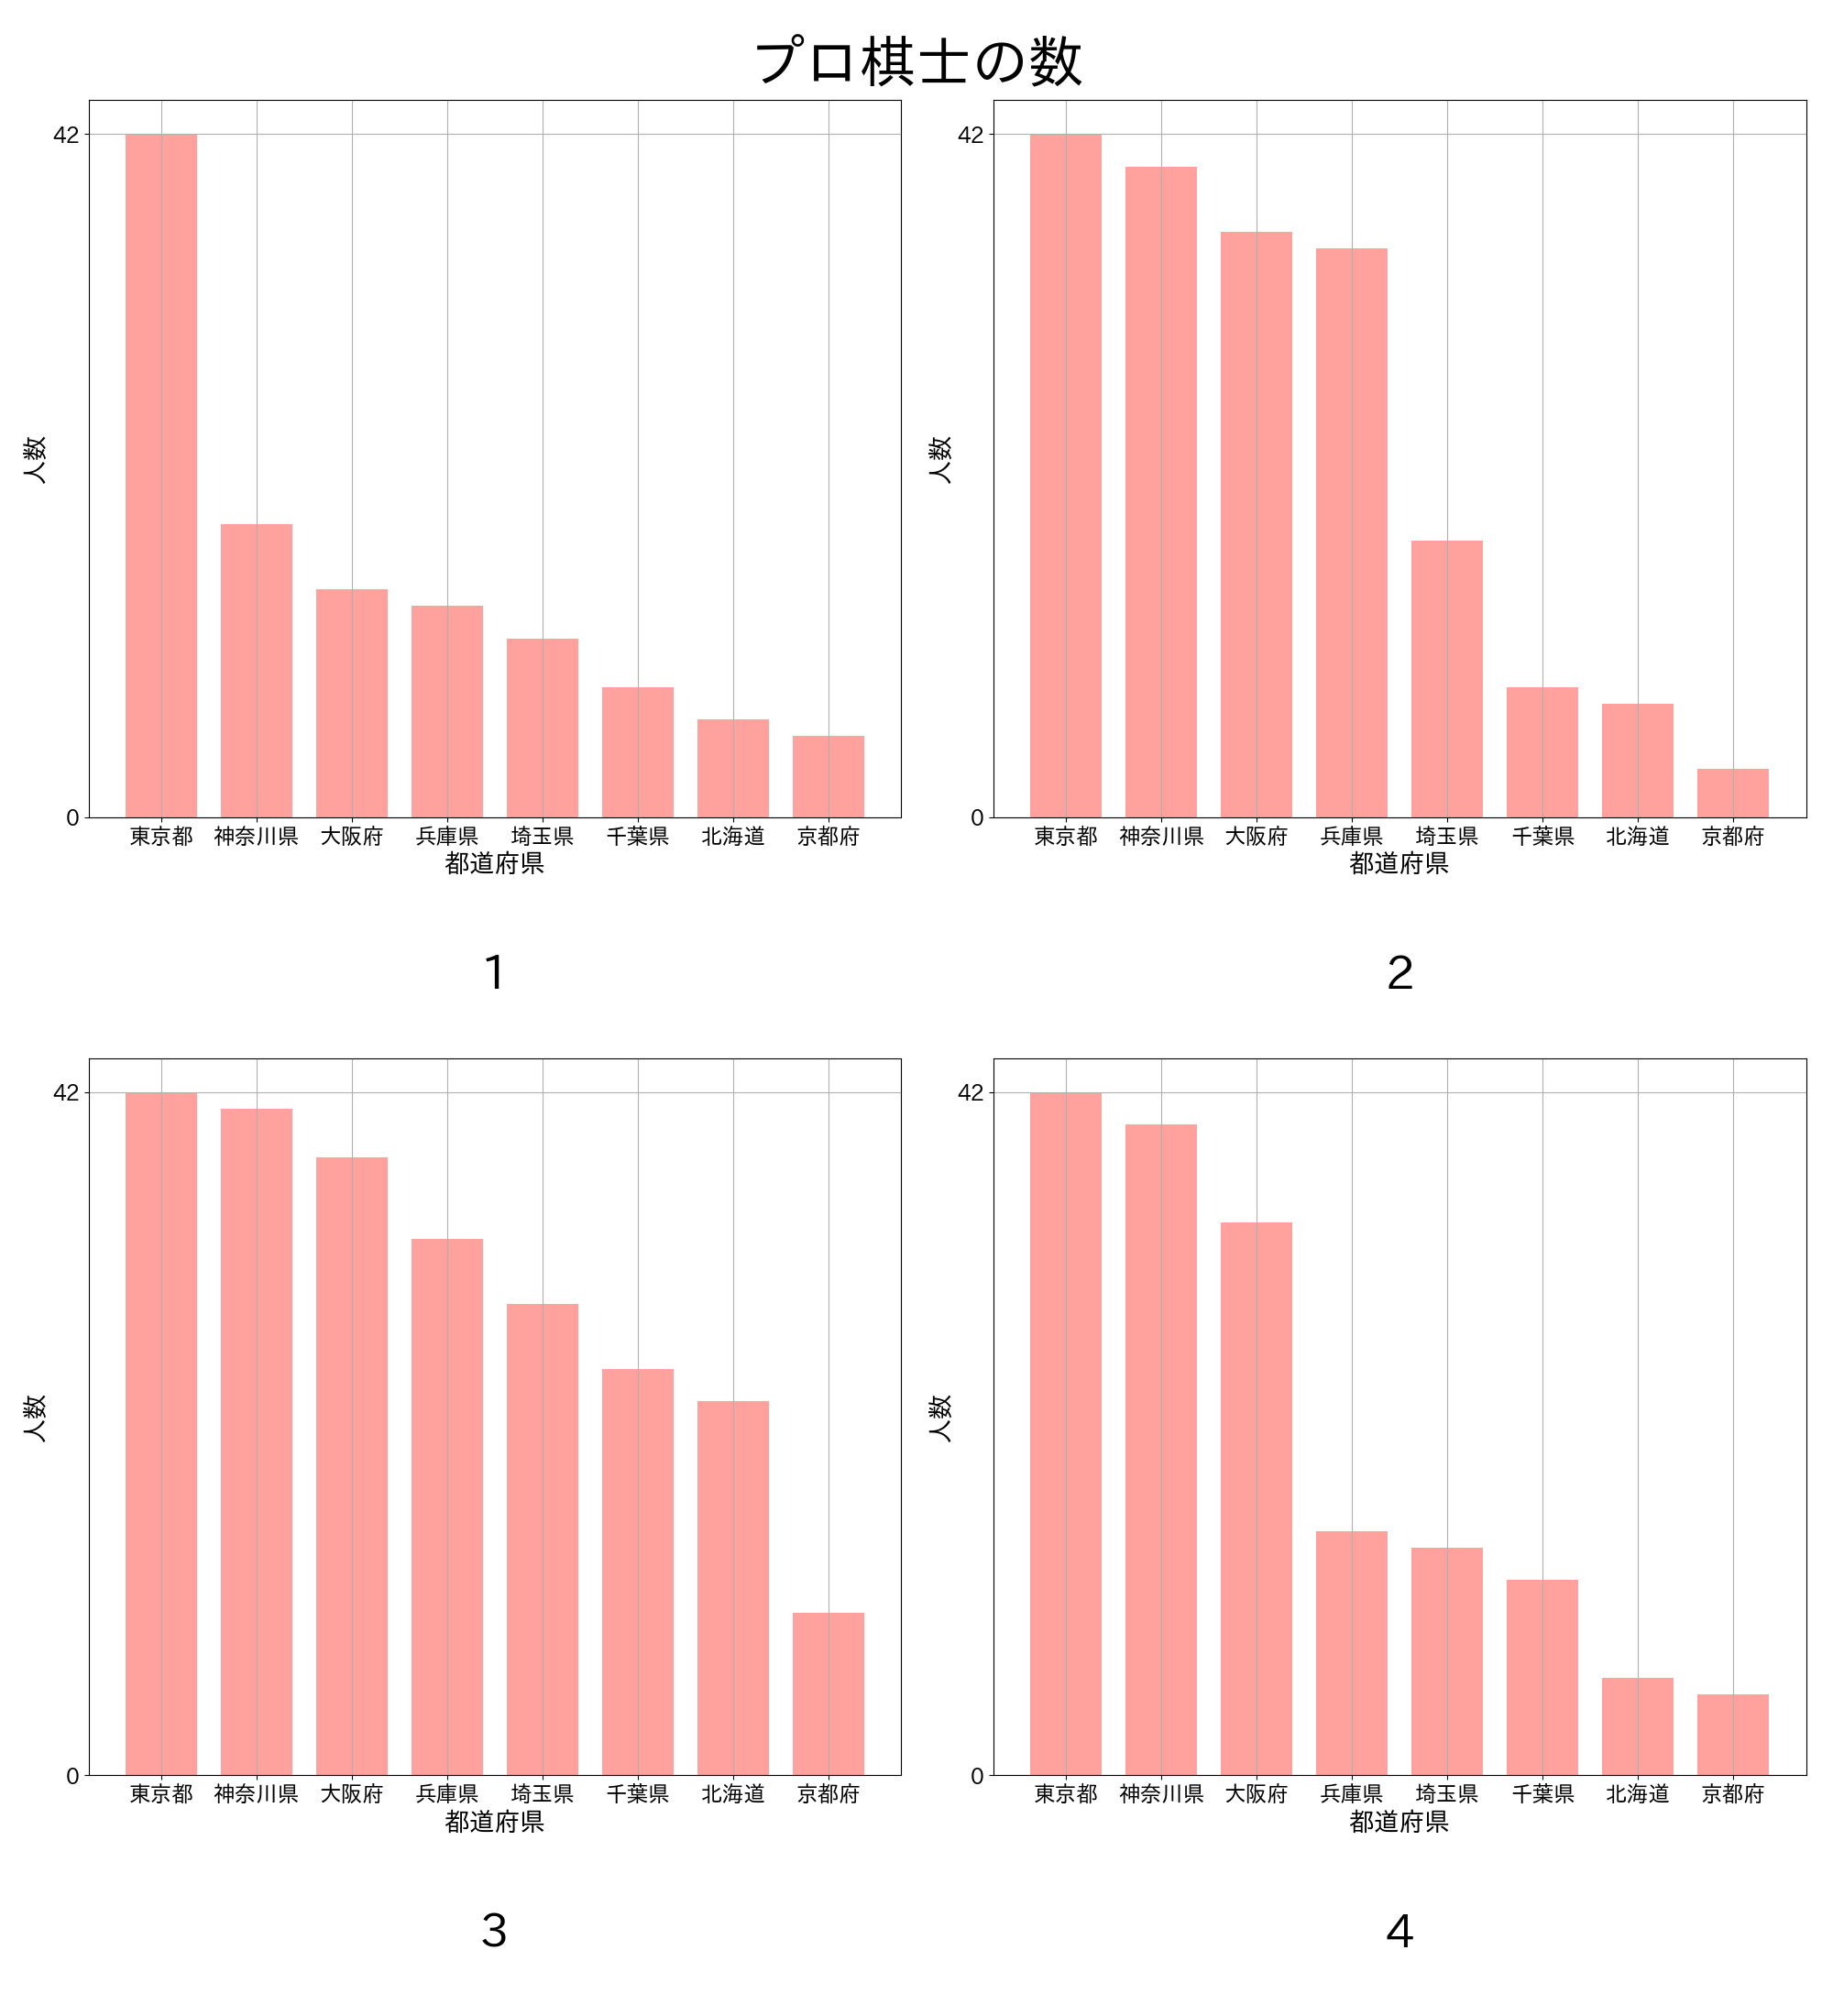 プロ棋士の数
42
0
人数
東京都 神奈川県 大阪府 兵庫県 埼玉県 千葉県 北海道 京都府
都道府県
1
42
0
人数
東京都 神奈川県 大阪府 兵庫県 埼玉県 千葉県 北海道 京都府
都道府県
2
42
0
人数
東京都 神奈川県 大阪府 兵庫県 埼玉県 千葉県 北海道 京都府
都道府県
3
42
0
人数
東京都 神奈川県 大阪府 兵庫県 埼玉県 千葉県 北海道 京都府
都道府県
4